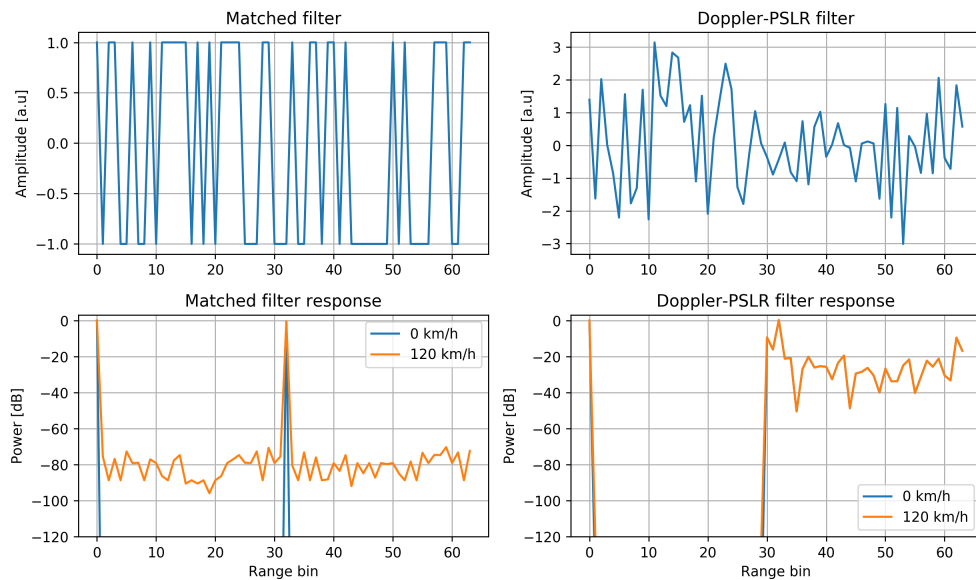 Matched filter
Amplitude [a.u]
1.0
0.5
0.0
−0.5
−1.0
0 10 20 30 40 50 60
Doppler-PSLR filter
Amplitude [a.u]
3
2
1
0
−1
−2
−3
0 10 20 30 40 50 60
Matched filter response
Power [dB]
0
−20
−40
−60
−80
−100
−120
0 km/h
120 km/h
0 10 20 30 40 50 60
Range bin
Doppler-PSLR filter response
Power [dB]
0
−20
−40
−60
−80
−100
−120
0 km/h
120 km/h
0 10 20 30 40 50 60
Range bin